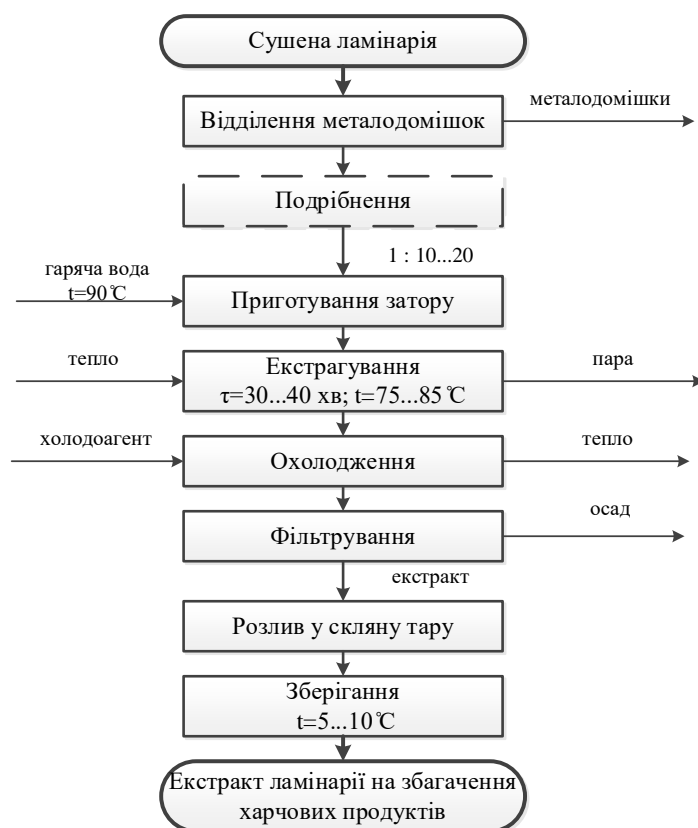 Сушена ламінарія
Відділення металодомішок
металодомішки
Подрібнення
1 : 10...20
гаряча вода
t=90℃
Приготування затору
тепло
Екстрагування
τ=30...40 хв; t=75...85℃
пара
холодоагент
Охолодження
тепло
Фільтрування
осад
екстракт
Розлив у скляну тару
Зберігання
t=5...10℃
Екстракт ламінарії на збагачення
харчових продуктів